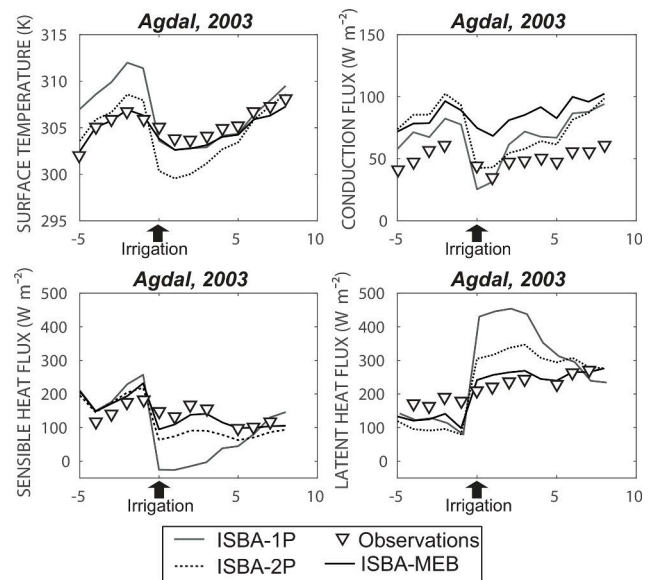 Agdal, 2003
SURFACE TEMPERATURE (K)
315
310
305
300
295
-5
0
5
10
Irrigation
Agdal, 2003
CONDUCTION FLUX (W m⁻²)
150
100
50
0
-5
0
5
10
Irrigation
Agdal, 2003
SENSIBLE HEAT FLUX (W m⁻²)
500
400
300
200
100
0
-5
0
5
10
Irrigation
Agdal, 2003
LATENT HEAT FLUX (W m⁻²)
500
400
300
200
100
0
-5
0
5
10
Irrigation
ISBA-1P
Observations
ISBA-2P
ISBA-MEB